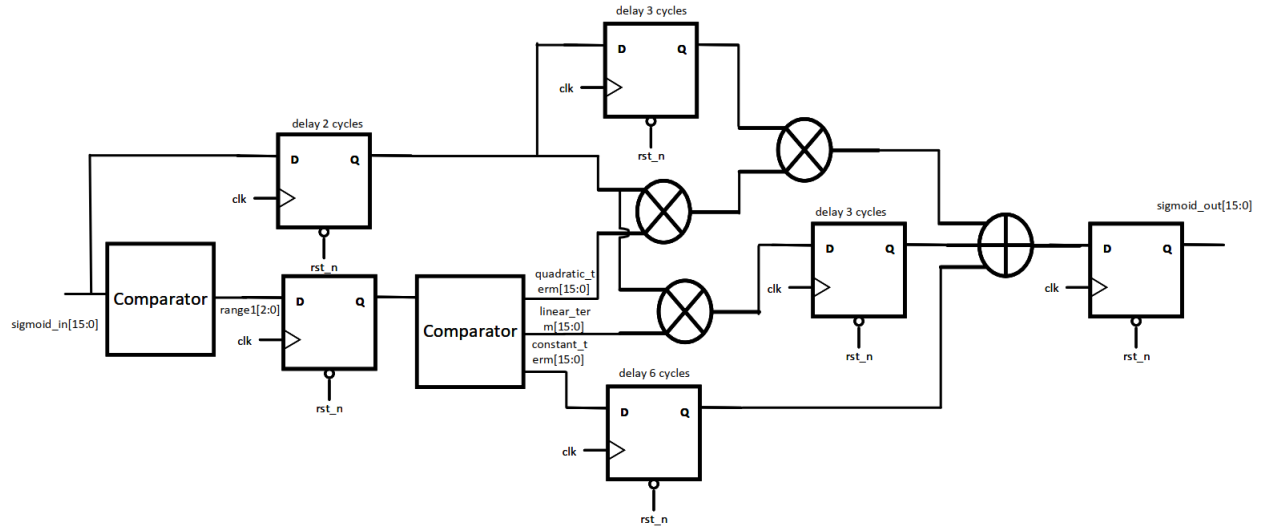 delay 3 cycles
D Q
clk
rst_n
delay 2 cycles
D Q
clk
rst_n
delay 3 cycles
D Q
clk
rst_n
sigmoid_out[15:0]
D Q
clk
rst_n
Comparator
sigmoid_in[15:0]
range1[2:0]
D Q
clk
rst_n
Comparator
quadratic_t
erm[15:0]
linear_ter
m[15:0]
constant_t
erm[15:0]
delay 6 cycles
D Q
clk
rst_n